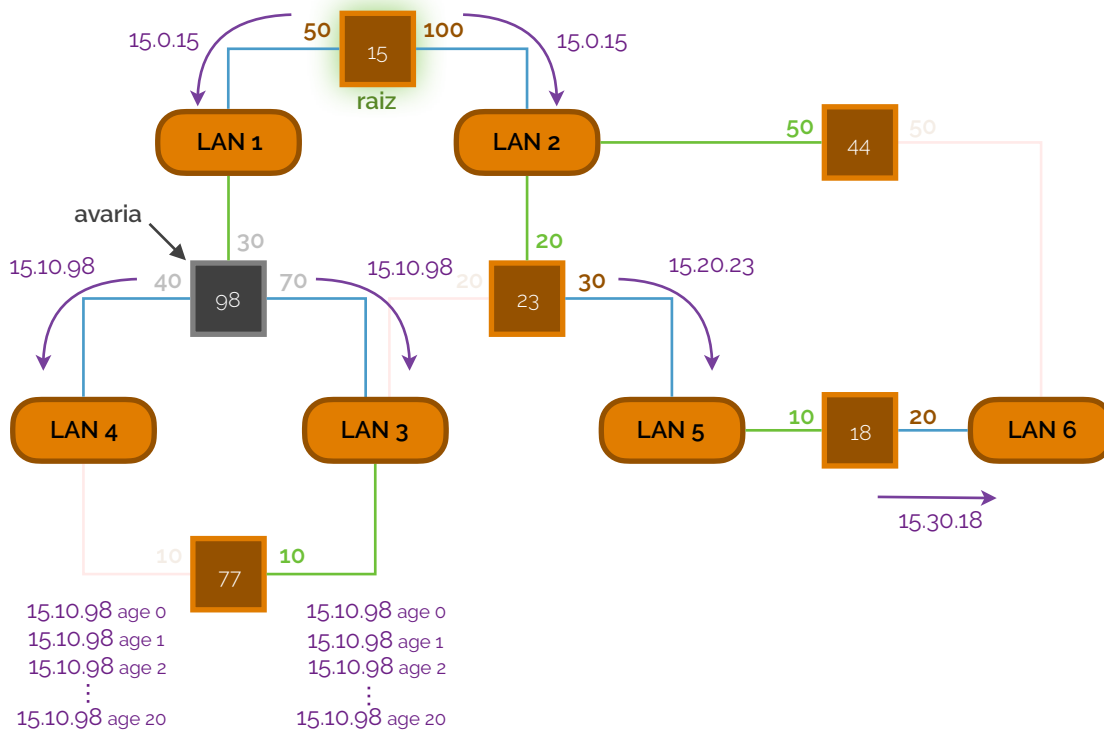 15.0.15
50
15
100
15.0.15
raiz
LAN 1
LAN 2
50
44
50
avaria
30
20
15.10.98
40
98
70
15.10.98
20
23
30
15.20.23
LAN 4
LAN 3
LAN 5
10
18
20
LAN 6
15.30.18
10
77
10
15.10.98 age 0
15.10.98 age 1
15.10.98 age 2
15.10.98 age 20
15.10.98 age 0
15.10.98 age 1
15.10.98 age 2
15.10.98 age 20